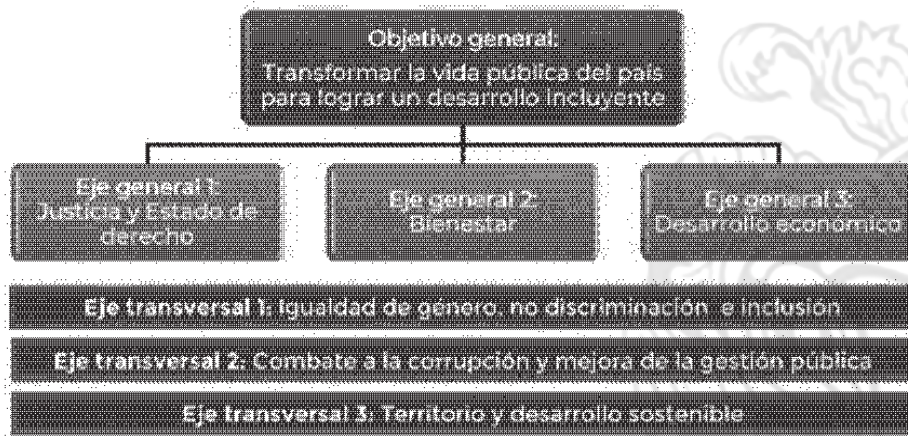 Objetivo general:
Transformar la vida pública del país
para lograr un desarrollo incluyente
Eje general 1:
Justicia y Estado de
derecho
Eje general 2:
Bienestar
Eje general 3:
Desarrollo económico
Eje transversal 1: Igualdad de género, no discriminación e inclusión
Eje transversal 2: Combate a la corrupción y mejora de la gestión pública
Eje transversal 3: Territorio y desarrollo sostenible